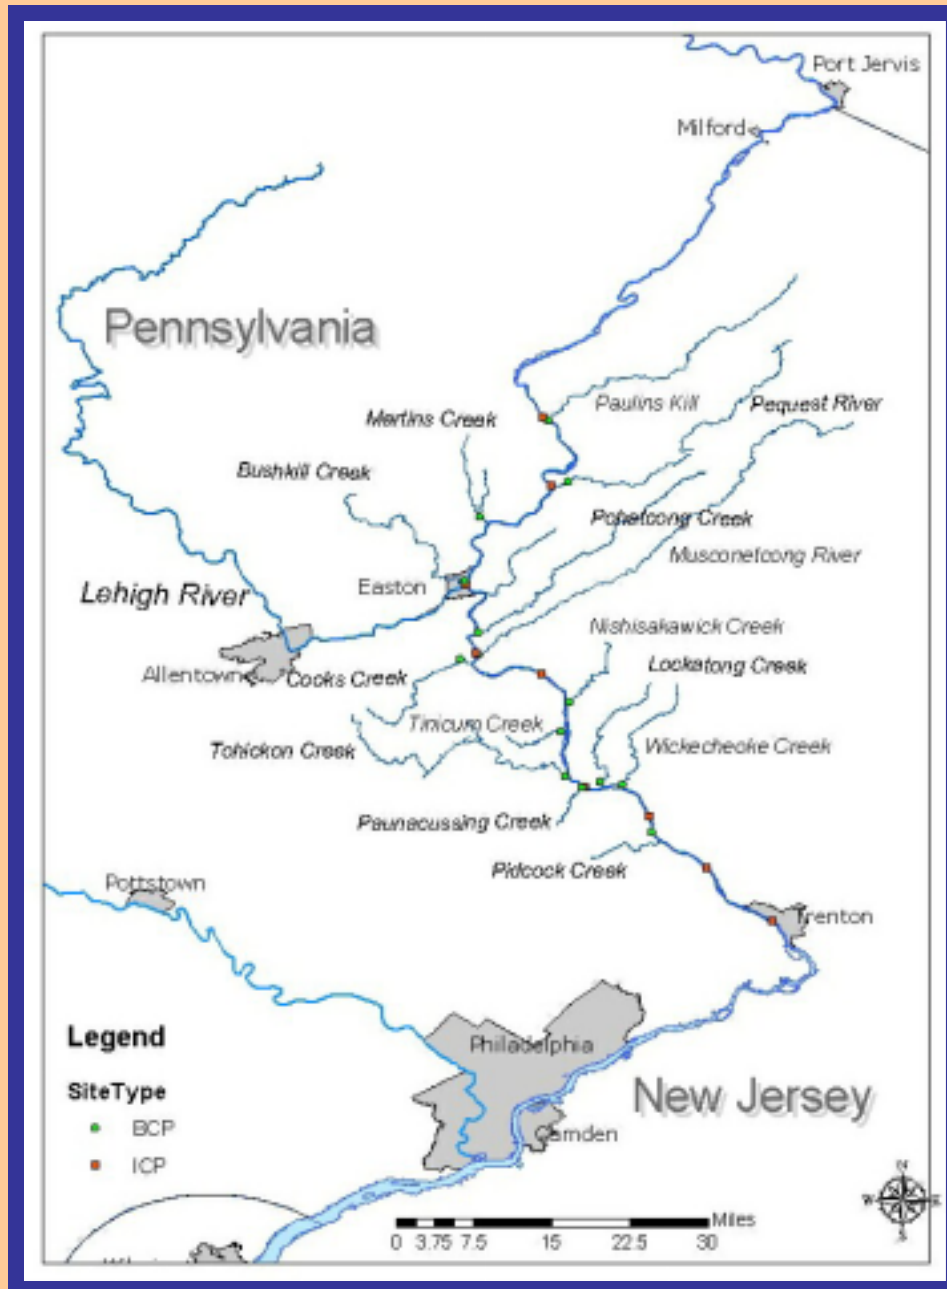 Port Jervis
Milford
Pennsylvania
Paulins Kill
Pequest River
Martins Creek
Bushkill Creek
Pohatcong Creek
Musconetcong River
Easton
Lehigh River
Nishisakawick Creek
Lockatong Creek
Allentown
Cooks Creek
Tinicum Creek
Tohickon Creek
Wickecheoke Creek
Paunacussing Creek
Pidcock Creek
Pottstown
Trenton
Legend
Philadelphia
SiteType
New Jersey
BCP
Camden
ICP
N
W E
S
Miles
0 3.75 7.5 15 22.5 30